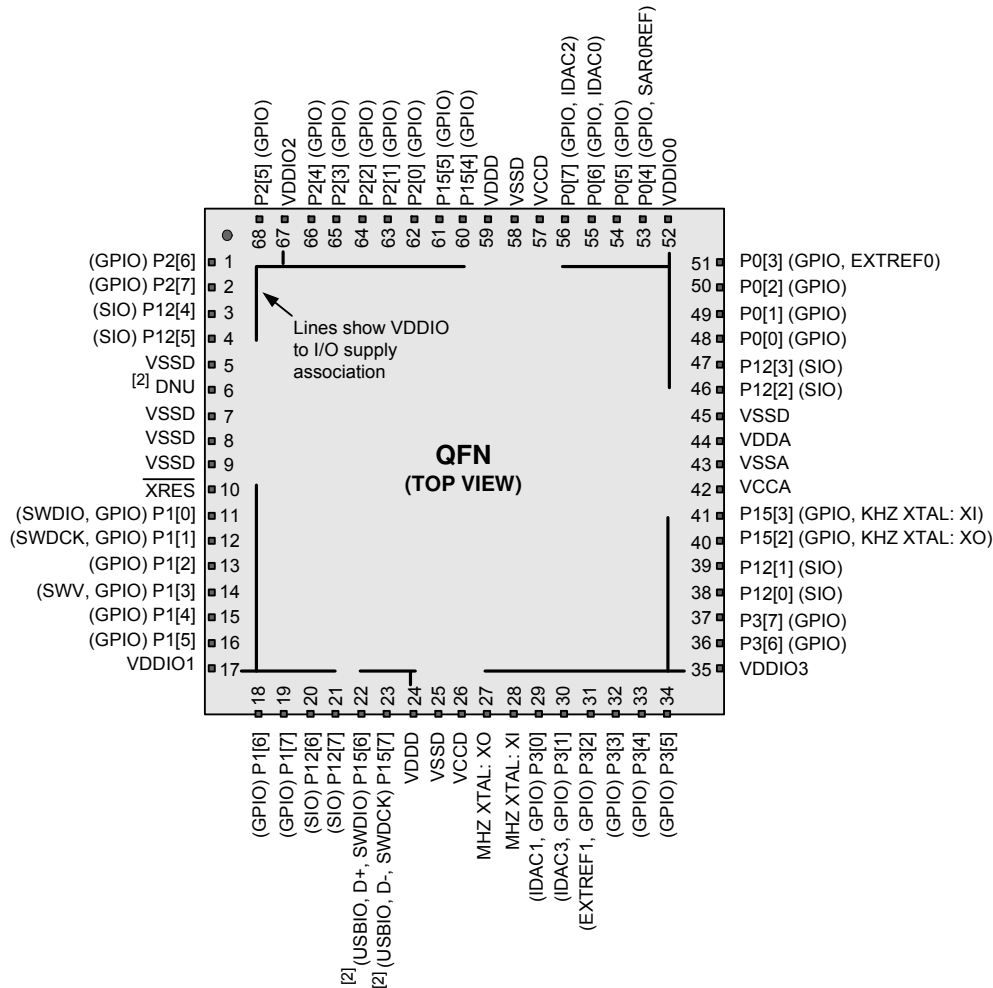 P2[5] (GPIO)
VDDIO2
P2[4] (GPIO)
P2[3] (GPIO)
P2[2] (GPIO)
P2[1] (GPIO)
P2[0] (GPIO)
P15[5] (GPIO)
P15[4] (GPIO)
VDDD
VSSD
VCCD
P0[7] (GPIO, IDAC2)
P0[6] (GPIO, IDAC0)
P0[5] (GPIO)
P0[4] (GPIO, SAR0REF)
VDDIO0
68
67
66
65
64
63
62
61
60
59
58
57
56
55
54
53
52
(GPIO) P2[6] 1
(GPIO) P2[7] 2
(SIO) P12[4] 3
(SIO) P12[5] 4
VSSD 5
[2] DNU 6
VSSD 7
VSSD 8
VSSD 9
XRES 10
(SWDIO, GPIO) P1[0] 11
(SWDCK, GPIO) P1[1] 12
(GPIO) P1[2] 13
(SWV, GPIO) P1[3] 14
(GPIO) P1[4] 15
(GPIO) P1[5] 16
VDDIO1 17
Lines show VDDIO
to I/O supply
association
QFN
(TOP VIEW)
51 P0[3] (GPIO, EXTREF0)
50 P0[2] (GPIO)
49 P0[1] (GPIO)
48 P0[0] (GPIO)
47 P12[3] (SIO)
46 P12[2] (SIO)
45 VSSD
44 VDDA
43 VSSA
42 VCCA
41 P15[3] (GPIO, KHZ XTAL: XI)
40 P15[2] (GPIO, KHZ XTAL: XO)
39 P12[1] (SIO)
38 P12[0] (SIO)
37 P3[7] (GPIO)
36 P3[6] (GPIO)
35 VDDIO3
18
19
20
21
22
23
24
25
26
27
28
29
30
31
32
33
34
(GPIO) P1[6]
(GPIO) P1[7]
(SIO) P12[6]
(SIO) P12[7]
[2] (USBIO, D+, SWDIO) P15[6]
[2] (USBIO, D-, SWDCK) P15[7]
VDDD
VSSD
VCCD
MHZ XTAL: XO
MHZ XTAL: XI
(IDAC1, GPIO) P3[0]
(IDAC3, GPIO) P3[1]
(EXTREF1, GPIO) P3[2]
(GPIO) P3[3]
(GPIO) P3[4]
(GPIO) P3[5]